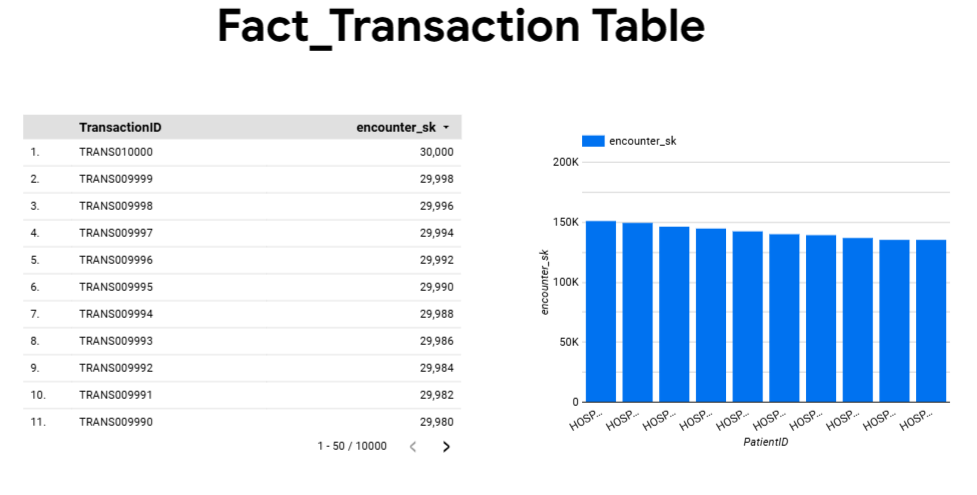 Fact_Transaction Table
TransactionID encounter_sk
1. TRANS010000 30,000
2. TRANS009999 29,998
3. TRANS009998 29,996
4. TRANS009997 29,994
5. TRANS009996 29,992
6. TRANS009995 29,990
7. TRANS009994 29,988
8. TRANS009993 29,986
9. TRANS009992 29,984
10. TRANS009991 29,982
11. TRANS009990 29,980
1 - 50 / 10000
encounter_sk
200K
150K
100K
50K
0
encounter_sk
HOSP... HOSP... HOSP... HOSP... HOSP... HOSP... HOSP... HOSP... HOSP... HOSP...
PatientID